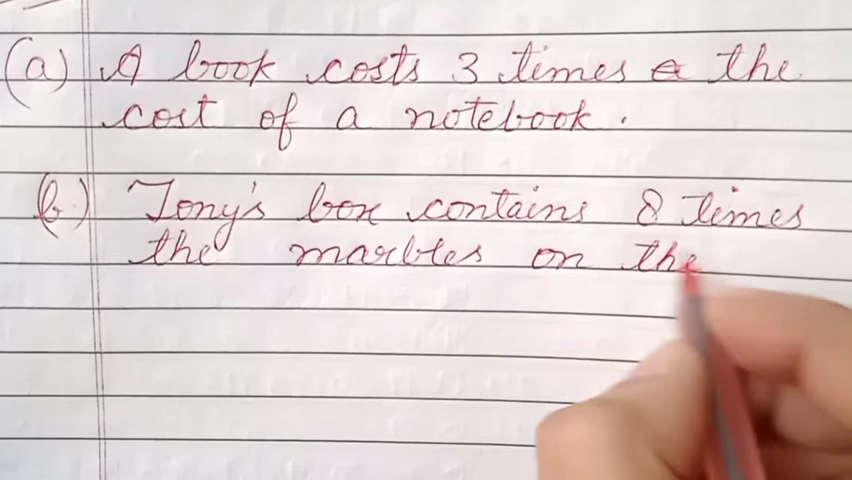 (a) A book costs 3 times a the
cost of a notebook.
(b.) Tony's box contains 8 times
the marbles on the